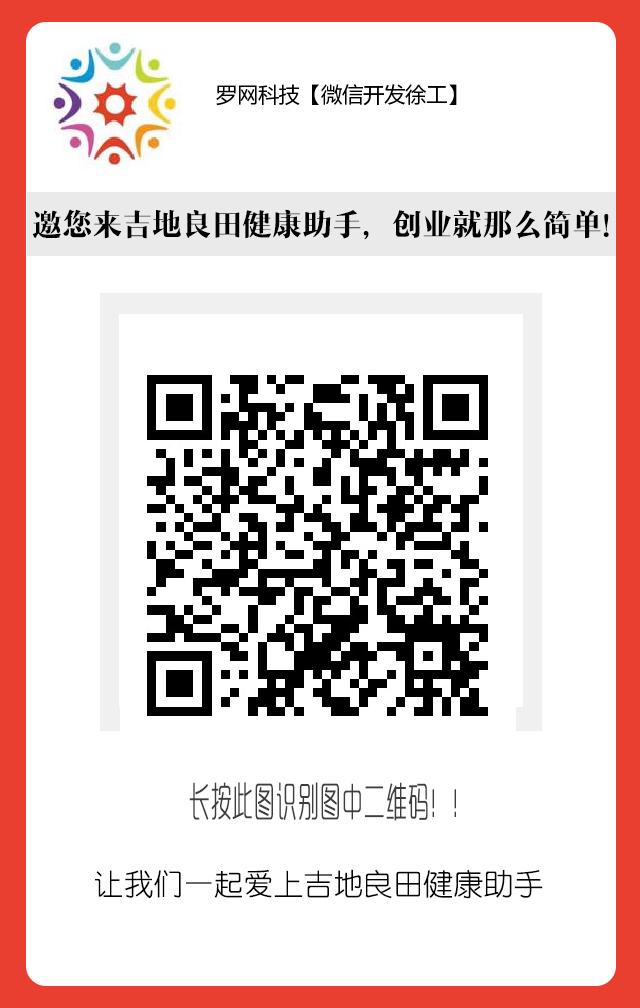 罗网科技【微信开发徐工】
邀您来吉地良田健康助手，创业就那么简单!
长按此图识别图中二维码！！
让我们一起爱上吉地良田健康助手